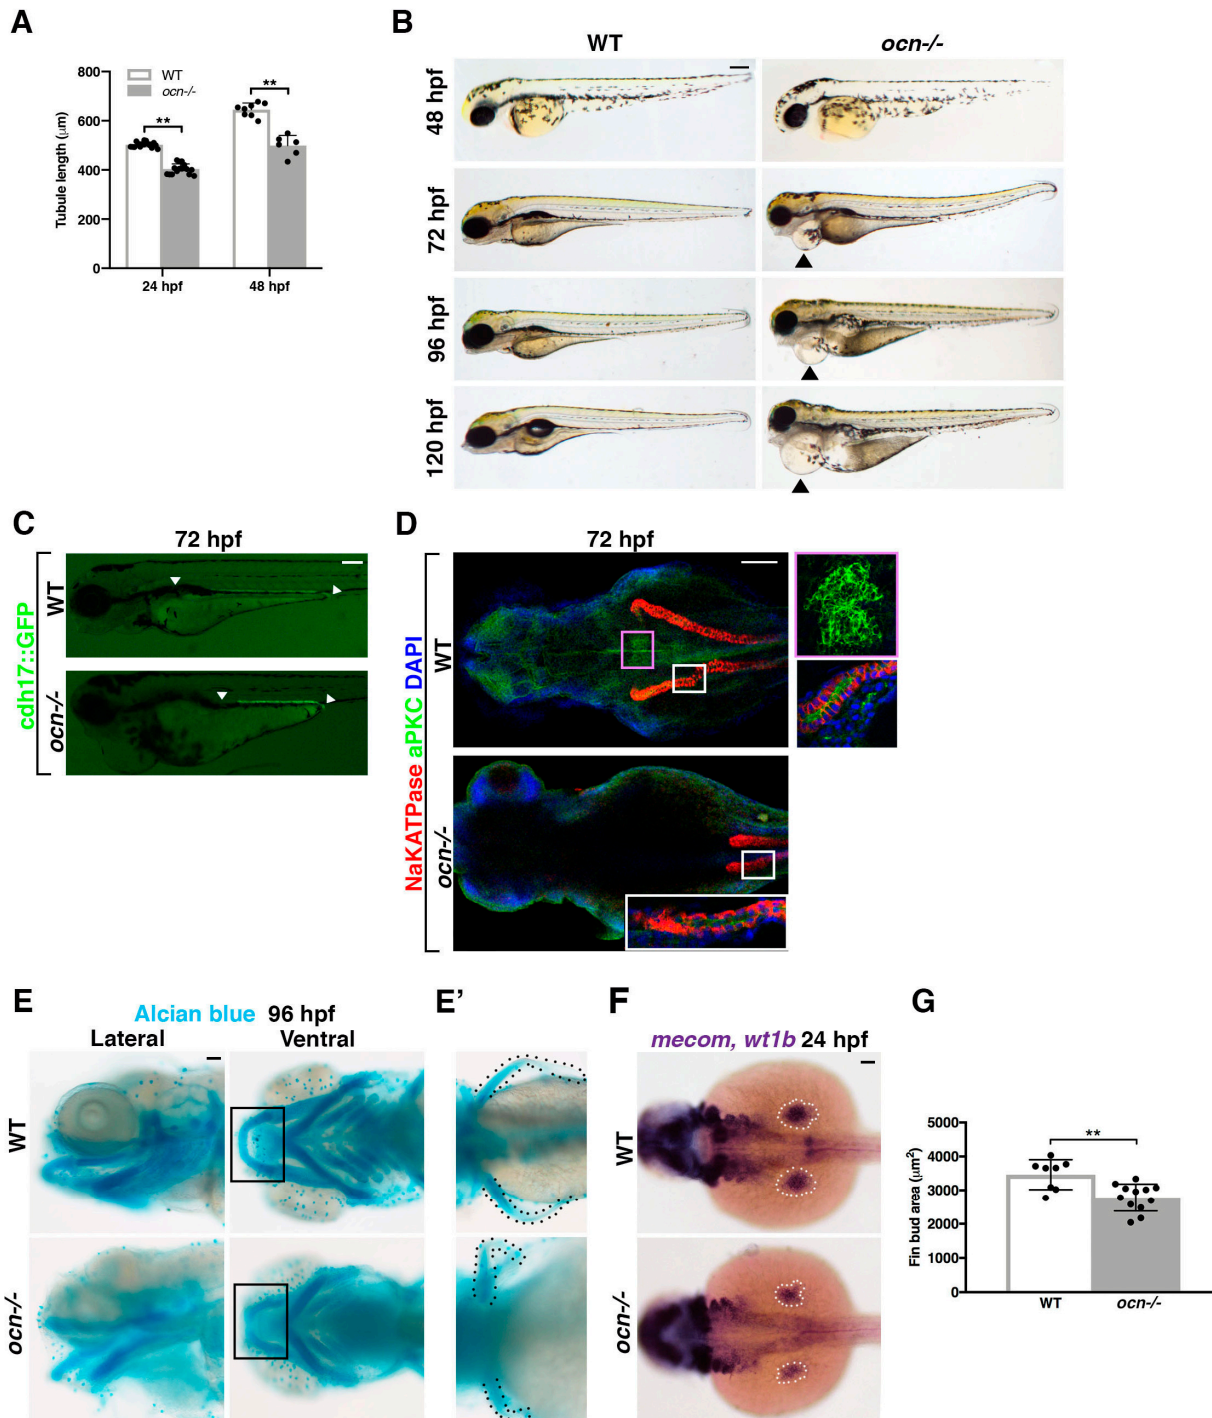 A
Tubule length (μm)
800
600
400
200
0
WT
ocn-/-
**
**
24 hpf
48 hpf
B
WT
ocn-/-
48 hpf
72 hpf
96 hpf
120 hpf
C
72 hpf
cdh17::GFP
WT
ocn-/-
D
72 hpf
NaKATPase aPKC DAPI
WT
ocn-/-
E
Alcian blue 96 hpf
Lateral
Ventral
WT
ocn-/-
E’
F
mecom, wt1b 24 hpf
WT
ocn-/-
G
Fin bud area (μm²)
5000
4000
3000
2000
1000
0
**
WT
ocn-/-